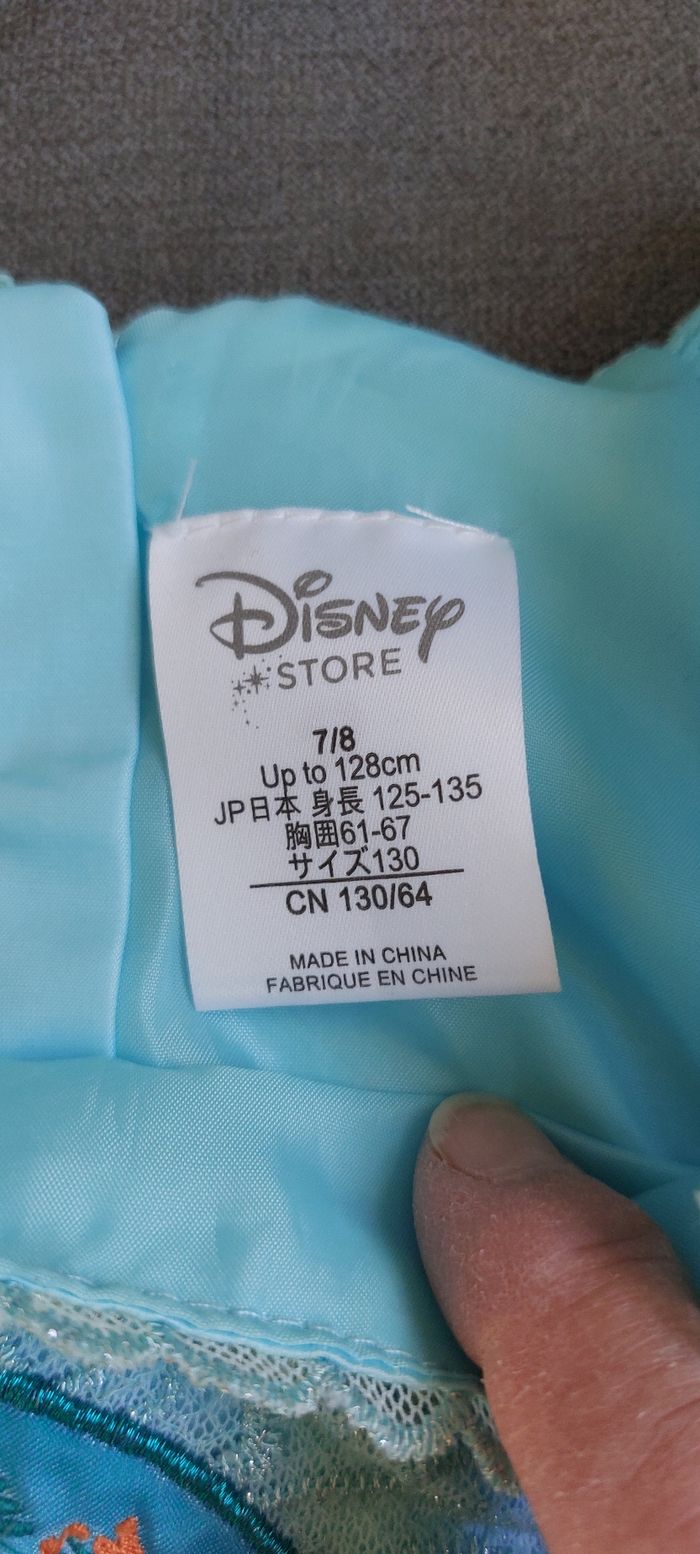 DISNEY
STORE
7/8
Up to 128cm
JP日本 身長 125-135
胸囲61-67
サイズ130
CN 130/64
MADE IN CHINA
FABRIQUE EN CHINE